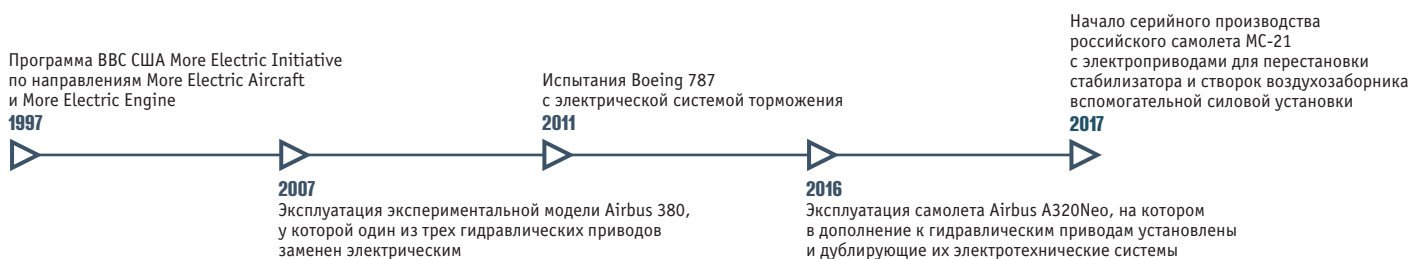 Программа ВВС США More Electric Initiative
по направлениям More Electric Aircraft
и More Electric Engine
1997
2007
Эксплуатация экспериментальной модели Airbus 380,
у которой один из трех гидравлических приводов
заменен электрическим
Испытания Boeing 787
с электрической системой торможения
2011
2016
Эксплуатация самолета Airbus A320Neo, на котором
в дополнение к гидравлическим приводам установлены
и дублирующие их электротехнические системы
Начало серийного производства
российского самолета МС-21
с электроприводами для перестановки
стабилизатора и створок воздухозаборника
вспомогательной силовой установки
2017